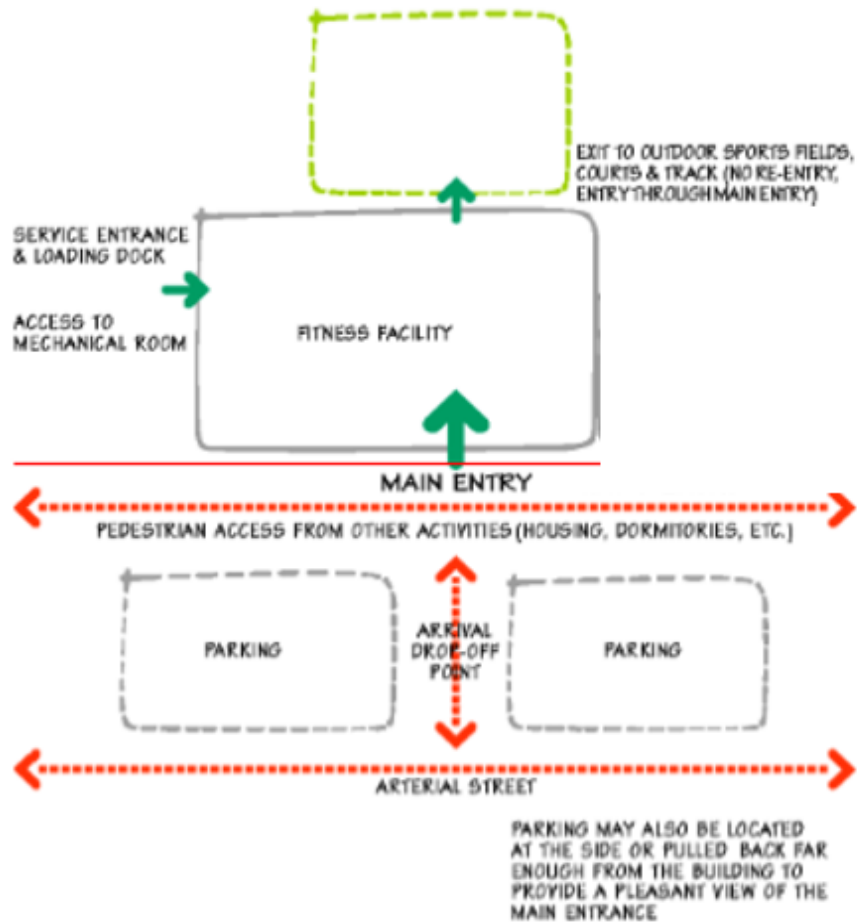 EXIT TO OUTDOOR SPORTS FIELDS,
COURTS & TRACK (NO RE-ENTRY,
ENTRY THROUGH MAIN ENTRY)
SERVICE ENTRANCE
& LOADING DOCK
ACCESS TO
MECHANICAL ROOM
FITNESS FACILITY
MAIN ENTRY
PEDESTRIAN ACCESS FROM OTHER ACTIVITIES (HOUSING, DORMITORIES, ETC.)
PARKING
ARRIVAL
DROP-OFF
POINT
PARKING
ARTERIAL STREET
PARKING MAY ALSO BE LOCATED
AT THE SIDE OR PULLED BACK FAR
ENOUGH FROM THE BUILDING TO
PROVIDE A PLEASANT VIEW OF THE
MAIN ENTRANCE